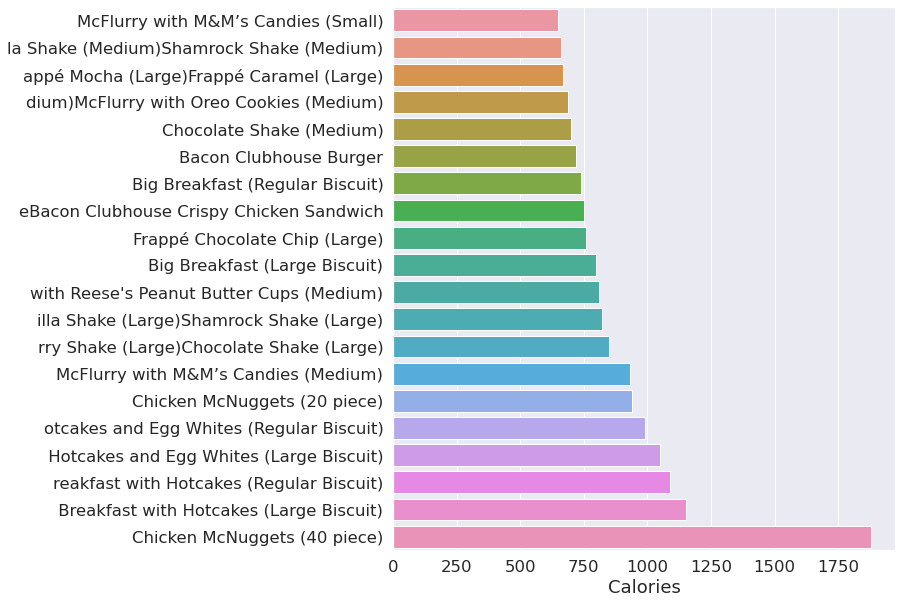 McFlurry with M&M’s Candies (Small)
la Shake (Medium)Shamrock Shake (Medium)
appé Mocha (Large)Frappé Caramel (Large)
dium)McFlurry with Oreo Cookies (Medium)
Chocolate Shake (Medium)
Bacon Clubhouse Burger
Big Breakfast (Regular Biscuit)
eBacon Clubhouse Crispy Chicken Sandwich
Frappé Chocolate Chip (Large)
Big Breakfast (Large Biscuit)
with Reese's Peanut Butter Cups (Medium)
illa Shake (Large)Shamrock Shake (Large)
rry Shake (Large)Chocolate Shake (Large)
McFlurry with M&M’s Candies (Medium)
Chicken McNuggets (20 piece)
otcakes and Egg Whites (Regular Biscuit)
Hotcakes and Egg Whites (Large Biscuit)
reakfast with Hotcakes (Regular Biscuit)
Breakfast with Hotcakes (Large Biscuit)
Chicken McNuggets (40 piece)
0 250 500 750 1000 1250 1500 1750
Calories